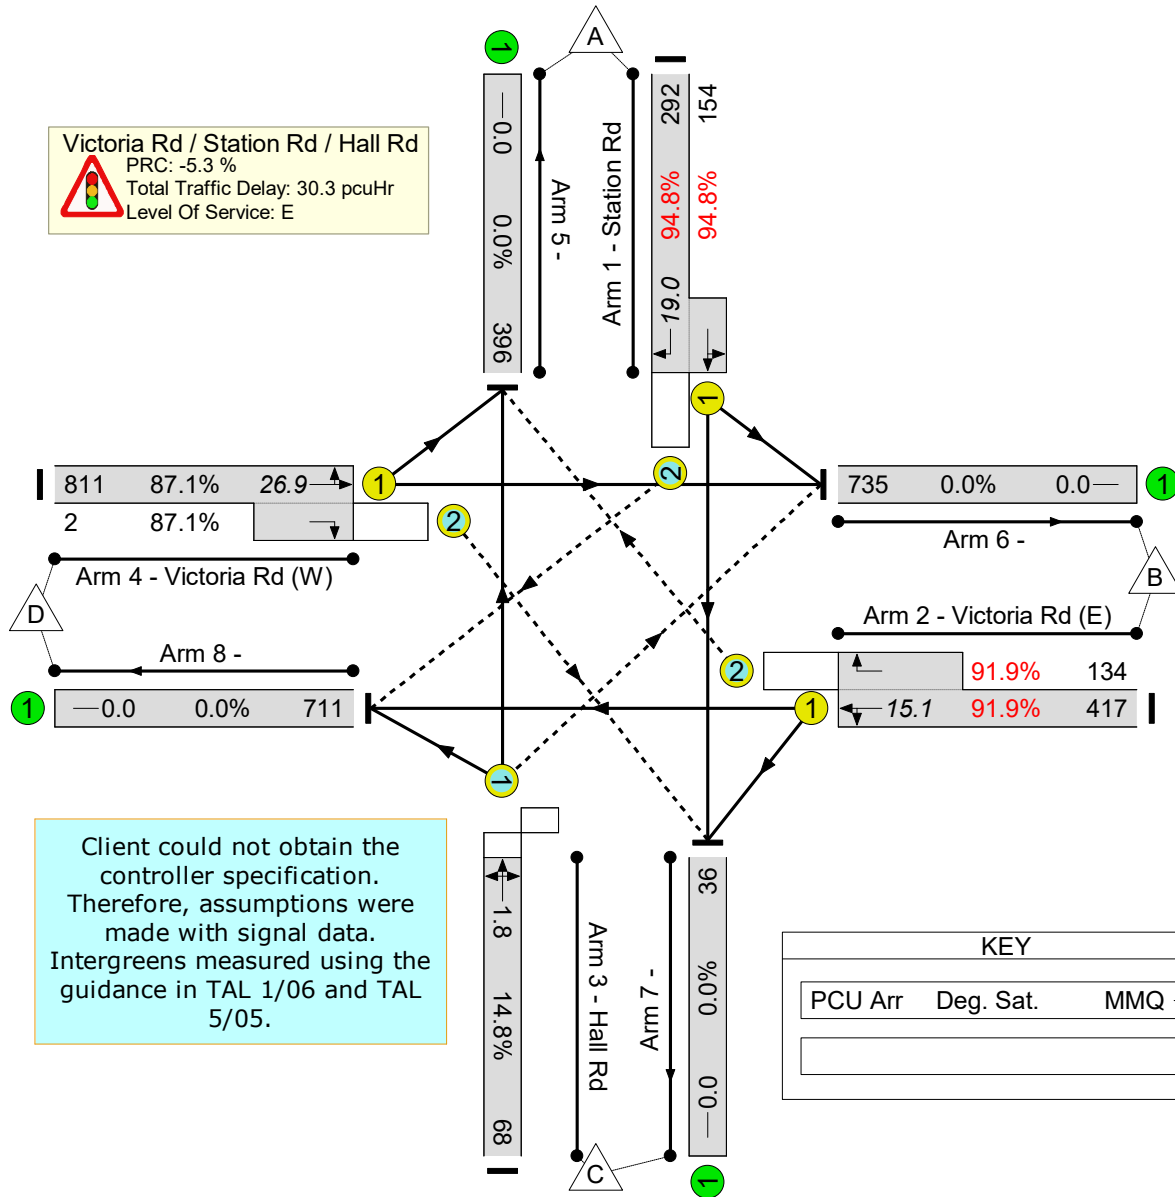 A
1
Victoria Rd / Station Rd / Hall Rd
PRC: -5.3 %
Total Traffic Delay: 30.3 pcuHr
Level Of Service: E
0.0 0.0% 396
Arm 5 -
Arm 1 - Station Rd
292 94.8% 19.0
154 94.8%
1
2
811 87.1% 26.9
1
2 87.1%
2
Arm 4 - Victoria Rd (W)
D
Arm 8 -
1
0.0 0.0% 711
735 0.0% 0.0
1
Arm 6 -
B
Arm 2 - Victoria Rd (E)
2
91.9% 134
1
15.1 91.9% 417
1
Client could not obtain the
controller specification.
Therefore, assumptions were
made with signal data.
Intergreens measured using the
guidance in TAL 1/06 and TAL
5/05.
1.8 14.8% 68
Arm 3 - Hall Rd
Arm 7 -
36 0.0% 0.0
C
1
KEY
PCU Arr Deg. Sat. MMQ